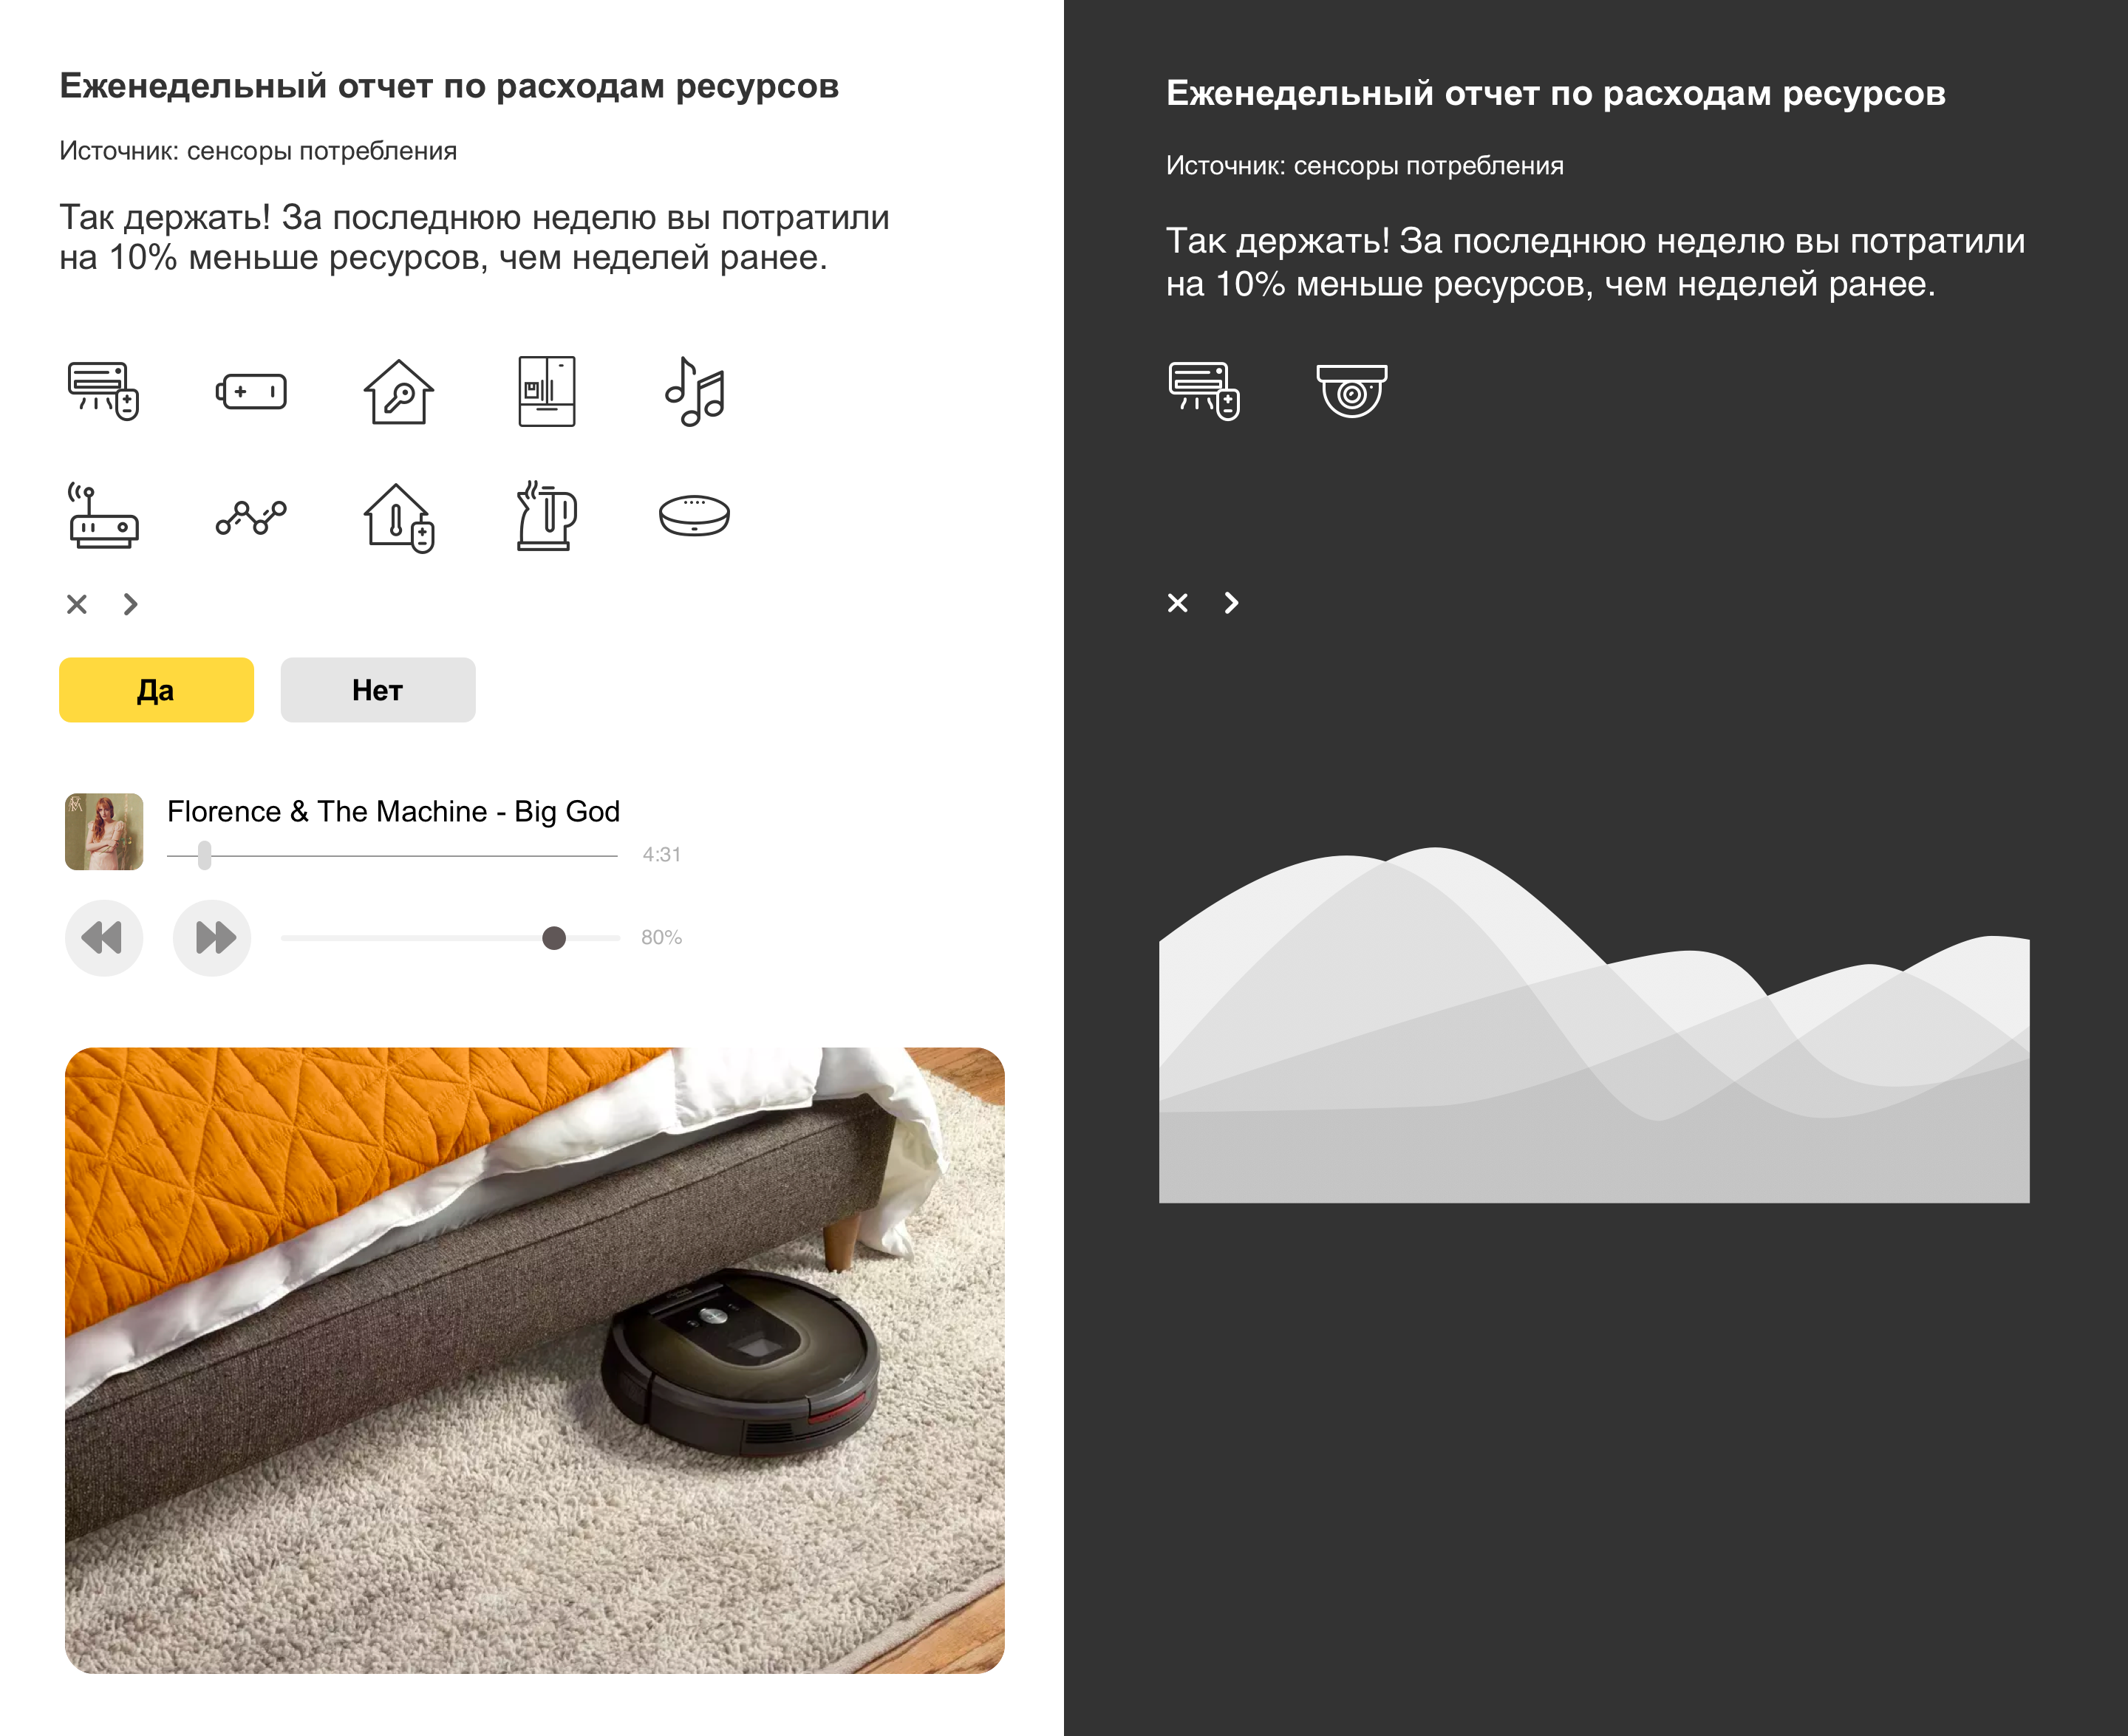 Еженедельный отчет по расходам ресурсов
Источник: сенсоры потребления
Так держать! За последнюю неделю вы потратили
на 10% меньше ресурсов, чем неделей ранее.
Да
Нет
Florence & The Machine - Big God
4:31
80%
Еженедельный отчет по расходам ресурсов
Источник: сенсоры потребления
Так держать! За последнюю неделю вы потратили
на 10% меньше ресурсов, чем неделей ранее.